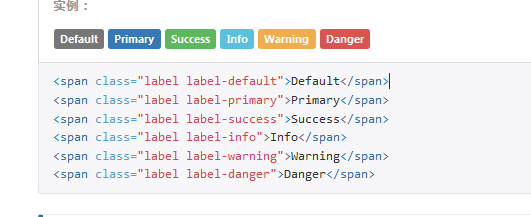 实例：
Default Primary Success Info Warning Danger
<span class="label label-default">Default</span>
<span class="label label-primary">Primary</span>
<span class="label label-success">Success</span>
<span class="label label-info">Info</span>
<span class="label label-warning">Warning</span>
<span class="label label-danger">Danger</span>